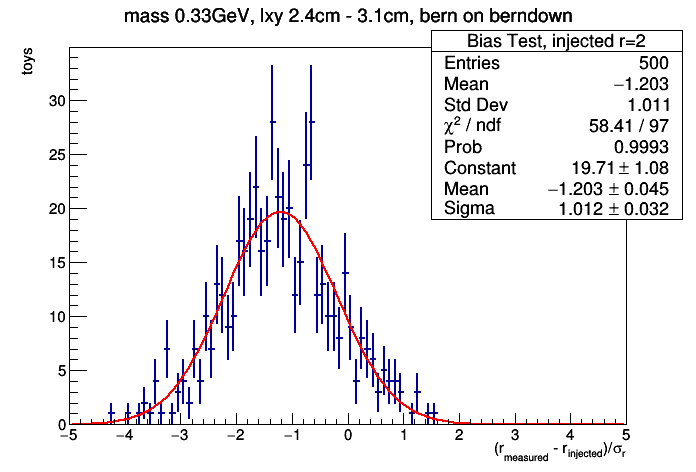 mass 0.33GeV, lxy 2.4cm - 3.1cm, bern on berndown
toys
Bias Test, injected r=2
Entries 500
Mean −1.203
Std Dev 1.011
χ² / ndf 58.41 / 97
Prob 0.9993
Constant 19.71 ± 1.08
Mean −1.203 ± 0.045
Sigma 1.012 ± 0.032
30
25
20
15
10
5
0
−5 −4 −3 −2 −1 0 1 2 3 4 5
(r_measured - r_injected)/σ_r